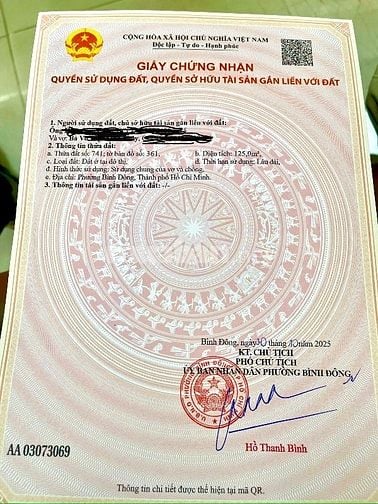 CỘNG HÒA XÃ HỘI CHỦ NGHĨA VIỆT NAM
Độc lập - Tự do - Hạnh phúc
GIẤY CHỨNG NHẬN
QUYỀN SỬ DỤNG ĐẤT, QUYỀN SỞ HỮU TÀI SẢN GẮN LIỀN VỚI ĐẤT
1. Người sử dụng đất, chủ sở hữu tài sản gắn liền với đất:
Ông
Và vợ: Bà
2. Thông tin thửa đất:
a. Thửa đất số: 741; tờ bản đồ số: 361, b. Diện tích: 125,9m²,
c. Loại đất: Đất ở tại đô thị, d. Thời hạn sử dụng: Lâu dài,
đ. Hình thức sử dụng: Sử dụng chung của vợ và chồng,
e. Địa chỉ: Phường Bình Đông, Thành phố Hồ Chí Minh.
3. Thông tin tài sản gắn liền với đất: -/-
Bình Đông, ngày 30 tháng 10 năm 2025
KT. CHỦ TỊCH
PHÓ CHỦ TỊCH
ỦY BAN NHÂN DÂN PHƯỜNG BÌNH ĐÔNG
Hồ Thanh Bình
AA 03073069
Thông tin chi tiết được thể hiện tại mã QR.